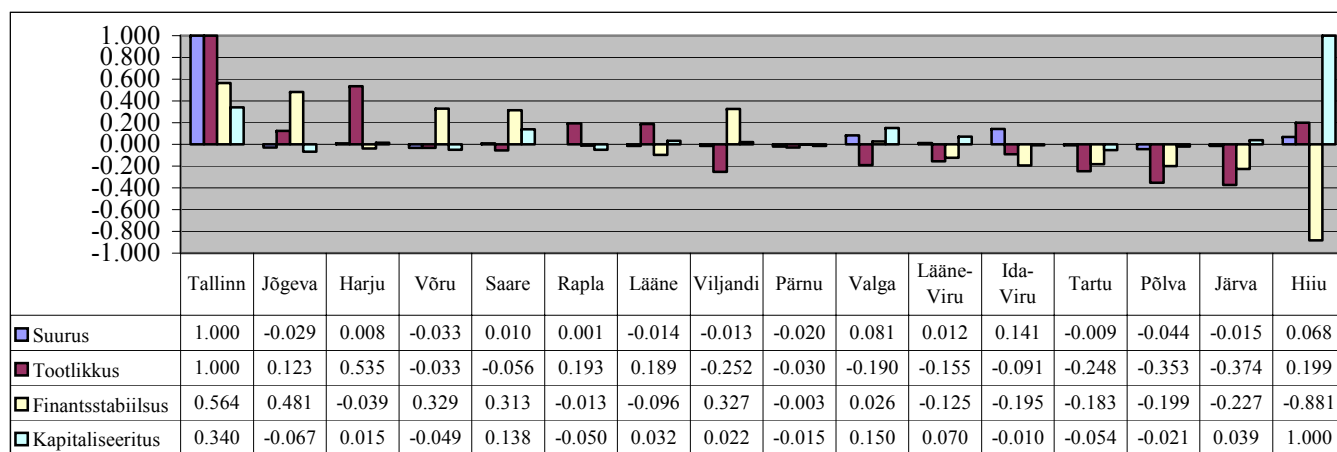 1.000
0.800
0.600
0.400
0.200
0.000
-0.200
-0.400
-0.600
-0.800
-1.000
Tallinn Jõgeva Harju Võru Saare Rapla Lääne Viljandi Pärnu Valga Lääne-Viru Ida-Viru Tartu Põlva Järva Hiiu
Suurus 1.000 -0.029 0.008 -0.033 0.010 0.001 -0.014 -0.013 -0.020 0.081 0.012 0.141 -0.009 -0.044 -0.015 0.068
Tootlikkus 1.000 0.123 0.535 -0.033 -0.056 0.193 0.189 -0.252 -0.030 -0.190 -0.155 -0.091 -0.248 -0.353 -0.374 0.199
Finantsstabiilsus 0.564 0.481 -0.039 0.329 0.313 -0.013 -0.096 0.327 -0.003 0.026 -0.125 -0.195 -0.183 -0.199 -0.227 -0.881
Kapitaliseeritus 0.340 -0.067 0.015 -0.049 0.138 -0.050 0.032 0.022 -0.015 0.150 0.070 -0.010 -0.054 -0.021 0.039 1.000